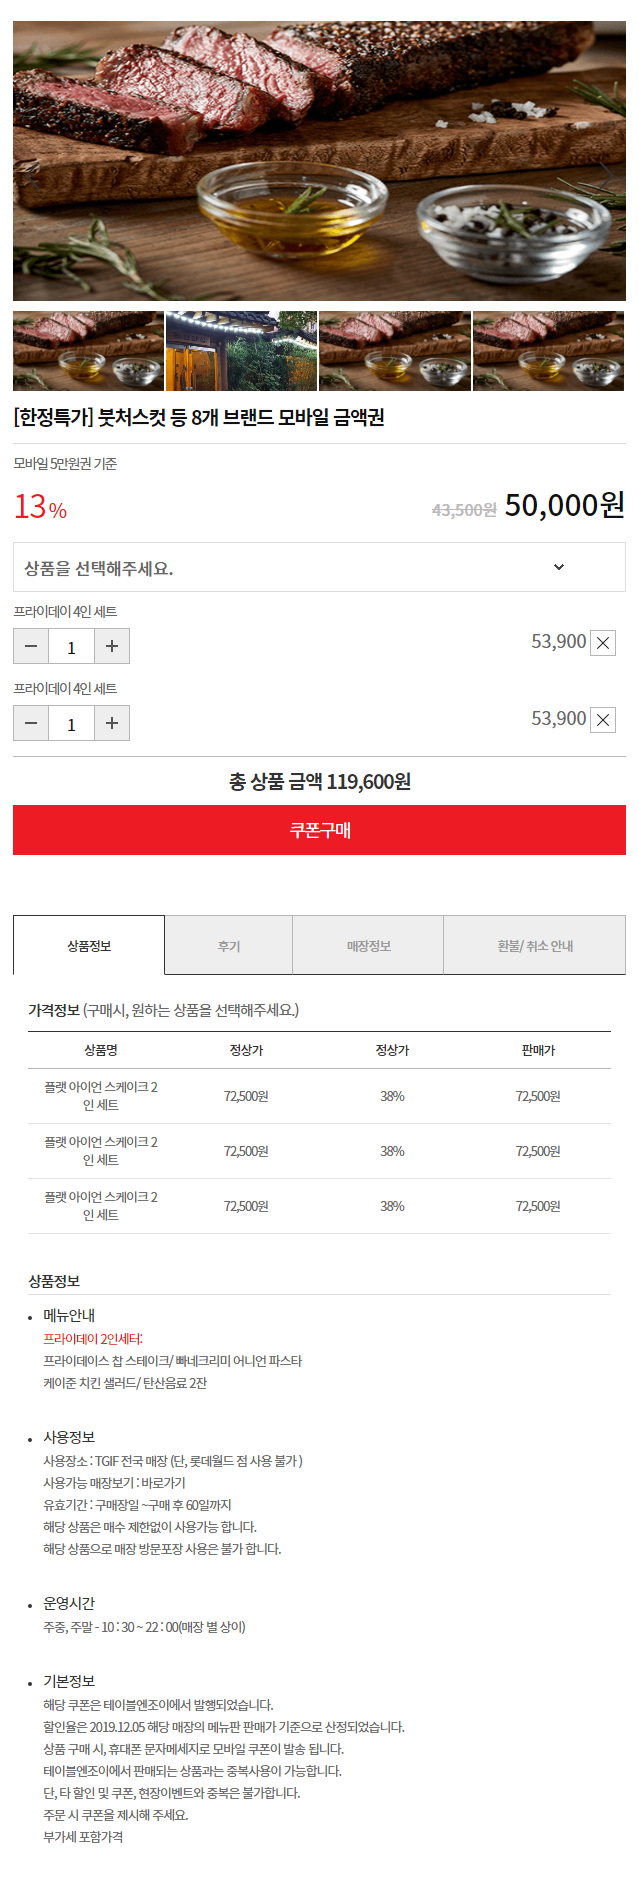 [한정특가] 붓처스컷 등 8개 브랜드 모바일 금액권
모바일 5만원권 기준
13% 43,500원 50,000원
상품을 선택해주세요.
프라이데이 4인 세트
1 53,900
프라이데이 4인 세트
1 53,900
총 상품 금액 119,600원
쿠폰구매
상품정보 후기 매장정보 환불/ 취소 안내
가격정보 (구매시, 원하는 상품을 선택해주세요.)
상품명 정상가 정상가 판매가
플랫 아이언 스케이크 2
인 세트 72,500원 38% 72,500원
플랫 아이언 스케이크 2
인 세트 72,500원 38% 72,500원
플랫 아이언 스케이크 2
인 세트 72,500원 38% 72,500원
상품정보
메뉴안내
프라이데이 2인세터:
프라이데이스 찹 스테이크/ 빠네크리미 어니언 파스타
케이준 치킨 샐러드/ 탄산음료 2잔
사용정보
사용장소 : TGIF 전국 매장 (단, 롯데월드 점 사용 불가 )
사용가능 매장보기 : 바로가기
유효기간 : 구매장일 ~구매 후 60일까지
해당 상품은 매수 제한없이 사용가능 합니다.
해당 상품으로 매장 방문포장 사용은 불가 합니다.
운영시간
주중, 주말 - 10 : 30 ~ 22 : 00(매장 별 상이)
기본정보
해당 쿠폰은 테이블엔조이에서 발행되었습니다.
할인율은 2019.12.05 해당 매장의 메뉴판 판매가 기준으로 산정되었습니다.
상품 구매 시, 휴대폰 문자메세지로 모바일 쿠폰이 발송 됩니다.
테이블엔조이에서 판매되는 상품과는 중복사용이 가능합니다.
단, 타 할인 및 쿠폰, 현장이벤트와 중복은 불가합니다.
주문 시 쿠폰을 제시해 주세요.
부가세 포함가격